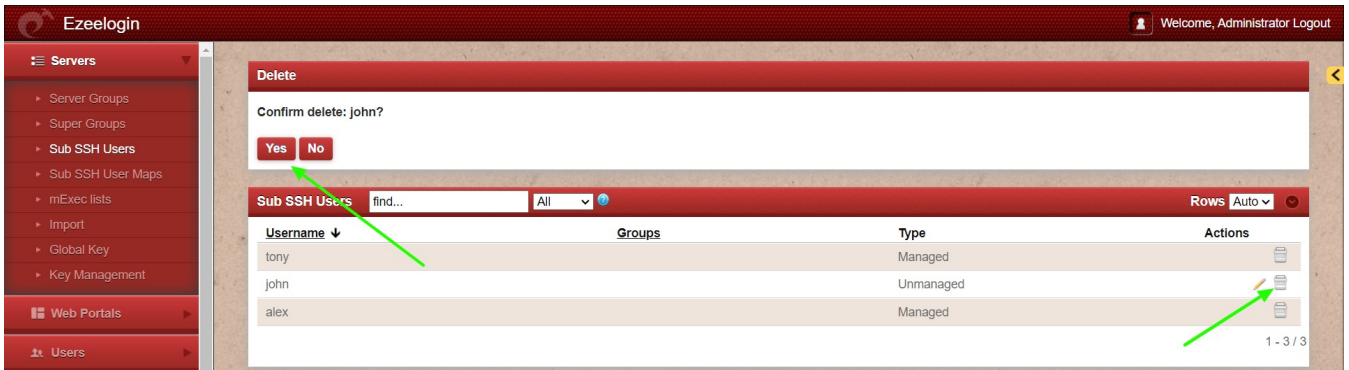 Ezeelogin
Welcome, Administrator Logout
Servers
Server Groups
Super Groups
Sub SSH Users
Sub SSH User Maps
mExec lists
Import
Global Key
Key Management
Web Portals
Users
Delete
Confirm delete: john?
Yes No
Sub SSH Users find... All Rows Auto
Username Groups Type Actions
tony Managed
john Unmanaged
alex Managed
1 - 3 / 3